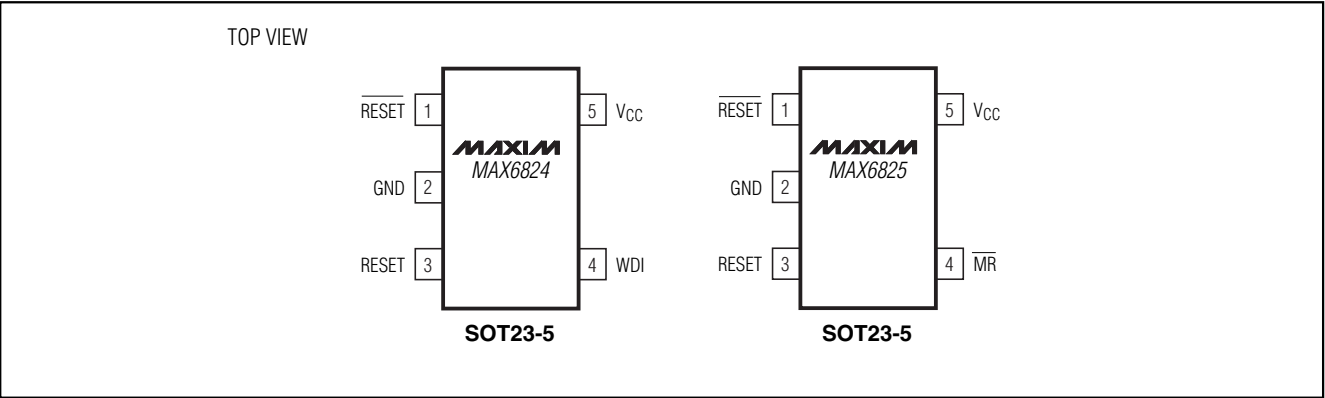 TOP VIEW
RESET 1
5 VCC
MAXIM
MAX6824
GND 2
RESET 3
4 WDI
SOT23-5
RESET 1
5 VCC
MAXIM
MAX6825
GND 2
RESET 3
4 MR
SOT23-5